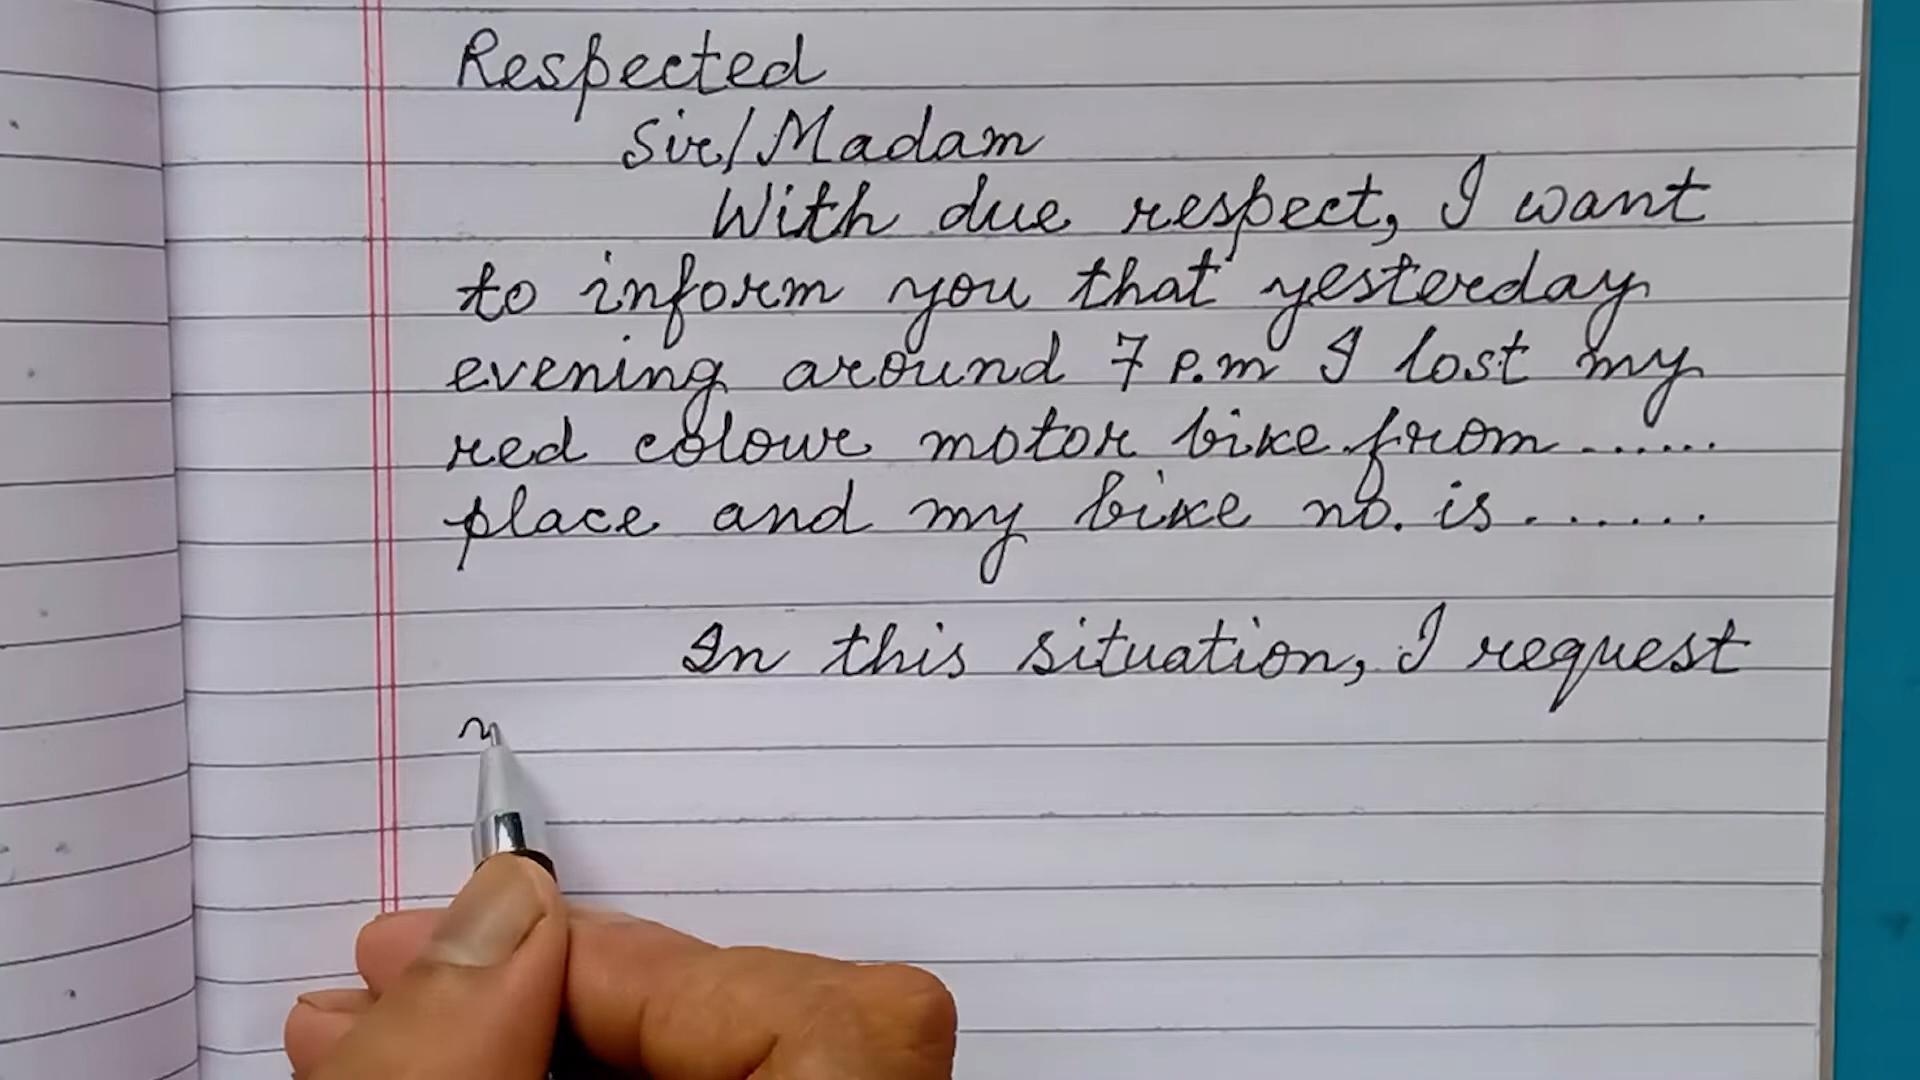 Respected
Sir/Madam
With due respect, I want
to inform you that yesterday
evening around 7 P.m I lost my
red colour motor bike from......
place and my bike no. is.......
In this situation, I request